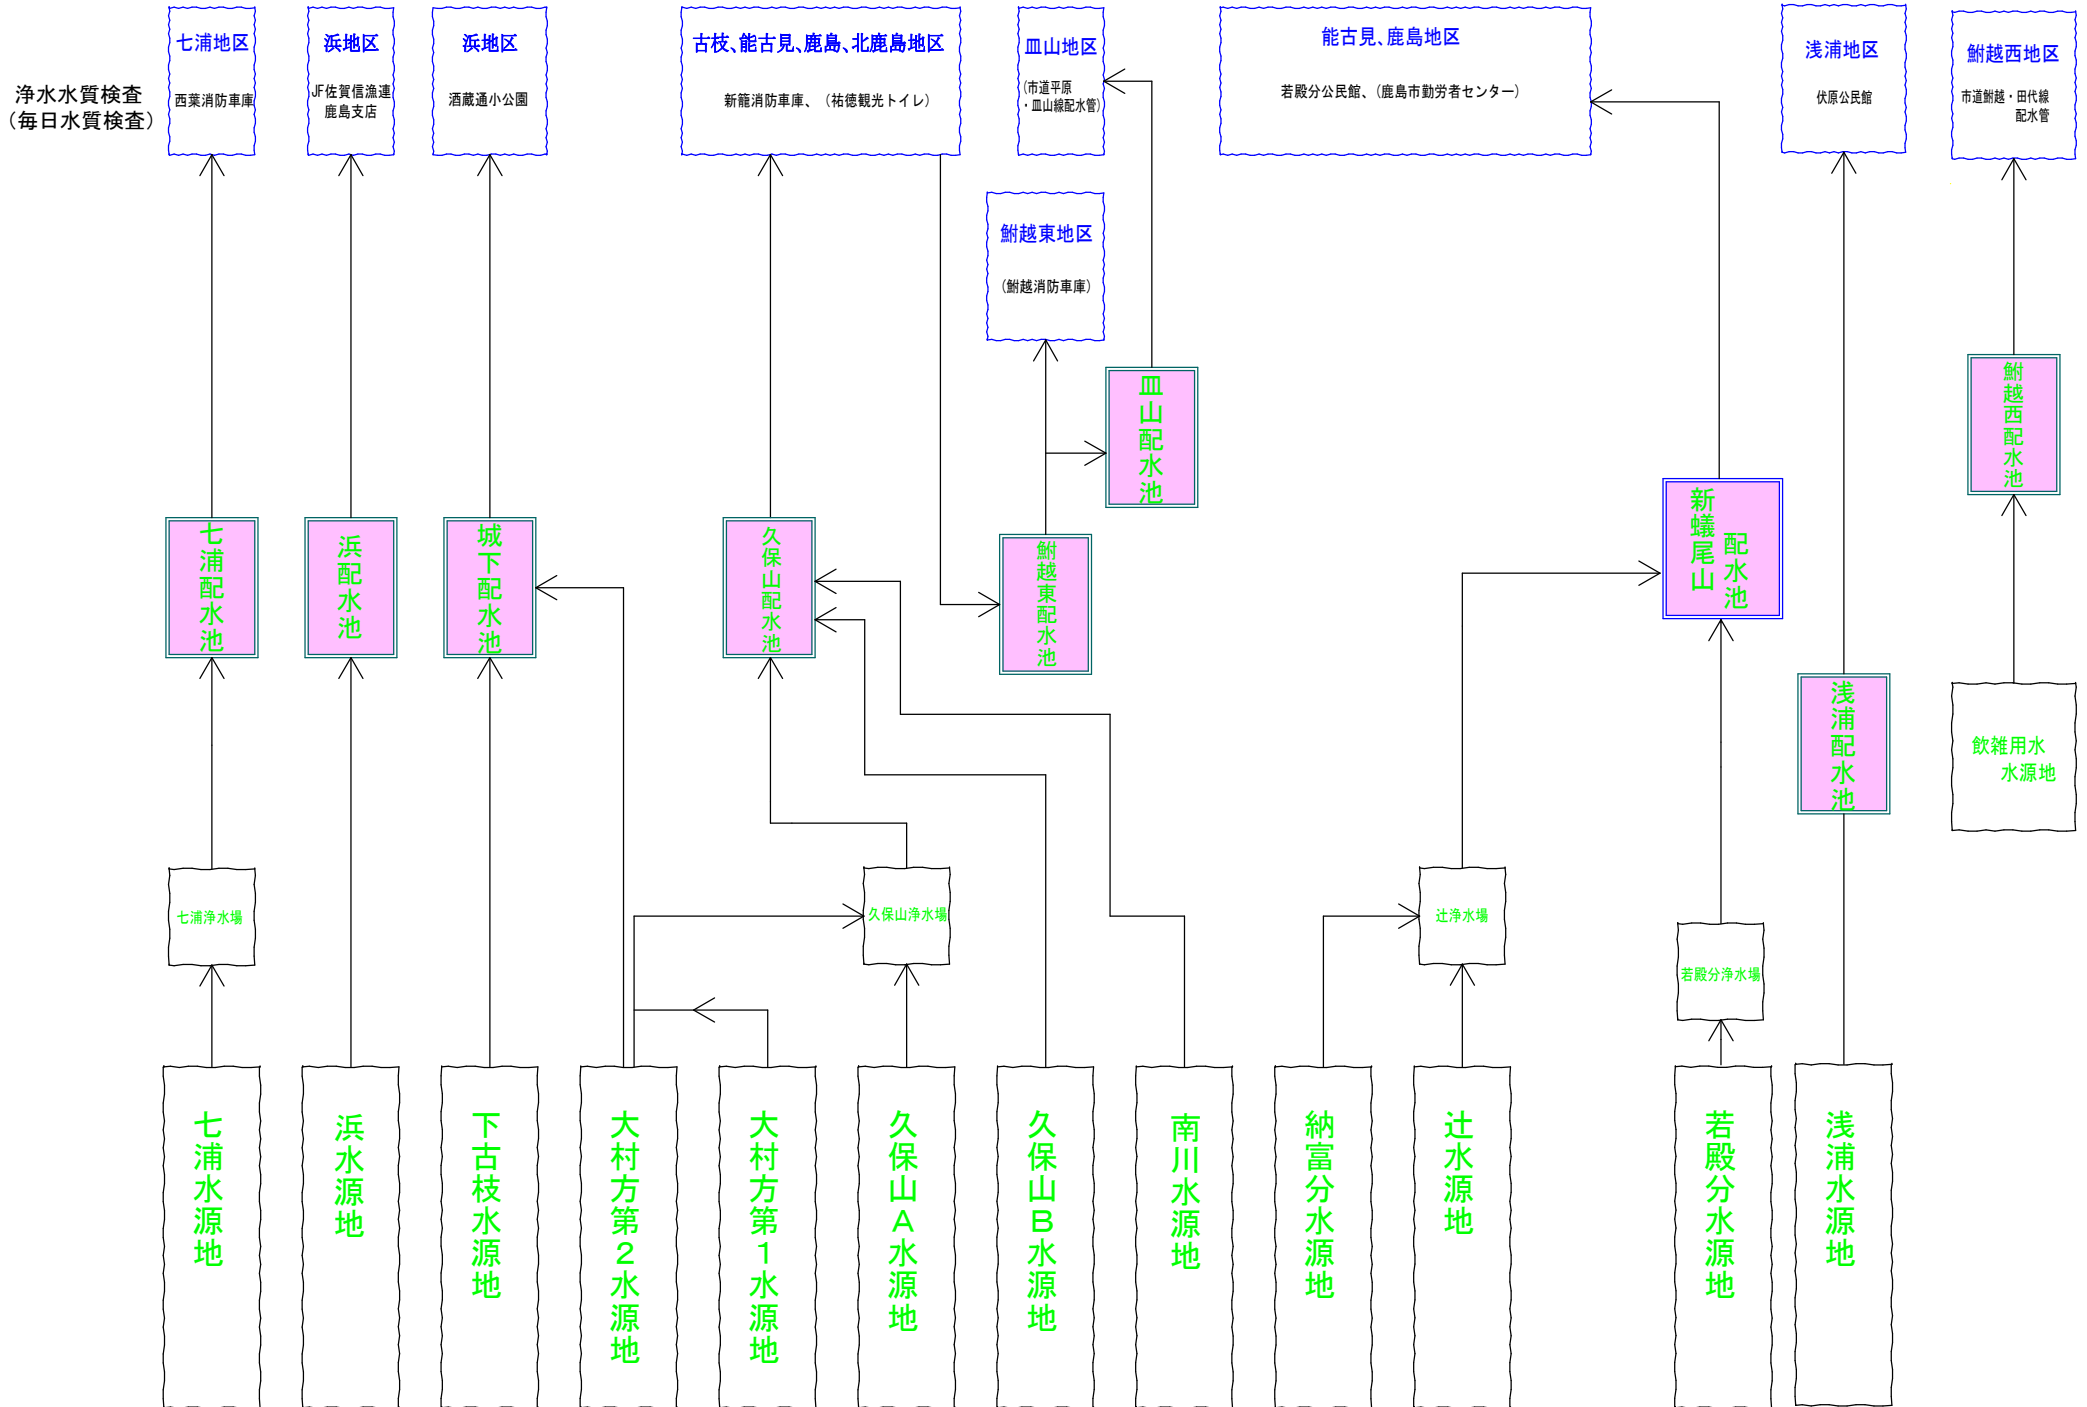 浄水水質検査
(毎日水質検査)
七浦地区
西葉消防車庫
浜地区
JF佐賀信漁連
鹿島支店
浜地区
酒蔵通小公園
古枝、能古見、鹿島、北鹿島地区
新籠消防車庫、(祐徳観光トイレ)
皿山地区
(市道平原
・皿山線配水管)
能古見、鹿島地区
若殿分公民館、(鹿島市勤労者センター)
浅浦地区
伏原公民館
鮒越西地区
市道鮒越・田代線
配水管
鮒越東地区
(鮒越消防車庫)
皿山配水池
鮒越西配水池
七浦配水池
浜配水池
城下配水池
久保山配水池
鮒越東配水池
新蟻尾山
配水池
浅浦配水池
飲雑用水
水源地
七浦浄水場
久保山浄水場
辻浄水場
若殿分浄水場
七浦水源地
浜水源地
下古枝水源地
大村方第2水源地
大村方第1水源地
久保山A水源地
久保山B水源地
南川水源地
納富分水源地
辻水源地
若殿分水源地
浅浦水源地